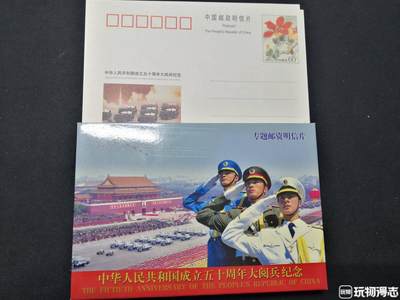 中国邮资明信片
Postcard
The People's Republic of China
60
中华人民共和国成立五十周年大阅兵纪念
专题邮资明信片
中华人民共和国成立五十周年大阅兵纪念
THE FIFTIETH ANNIVERSARY OF THE PEOPLE'S REPUBLIC OF CHINA
玩物得志